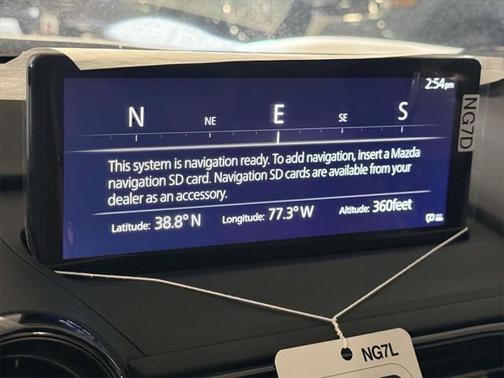 2:54pm
N NE E SE S
This system is navigation ready. To add navigation, insert a Mazda
navigation SD card. Navigation SD cards are available from your
dealer as an accessory.
Latitude: 38.8° N Longitude: 77.3° W Altitude: 360feet
NG7D
NG7L